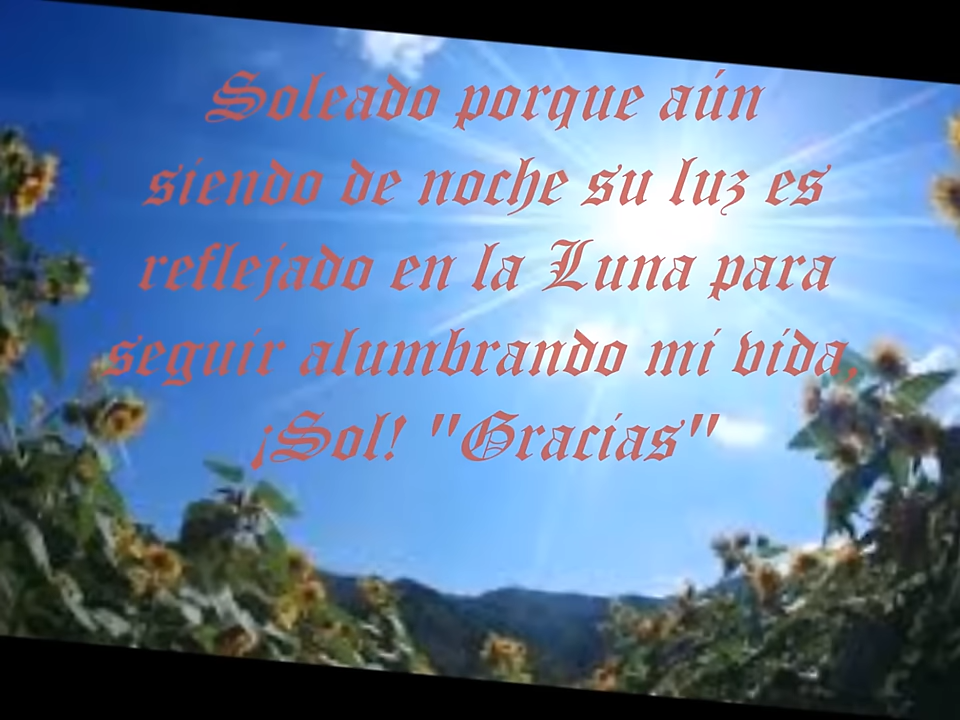 Soleado porque aún
siendo de noche su luz es
reflejado en la Luna para
seguir alumbrando mi vida,
¡Sol! "Gracias"